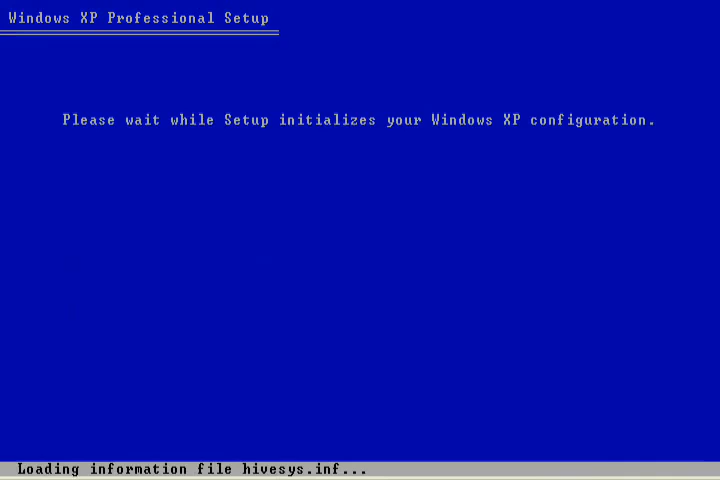 Windows XP Professional Setup
Please wait while Setup initializes your Windows XP configuration.
Loading information file hivesys.inf...